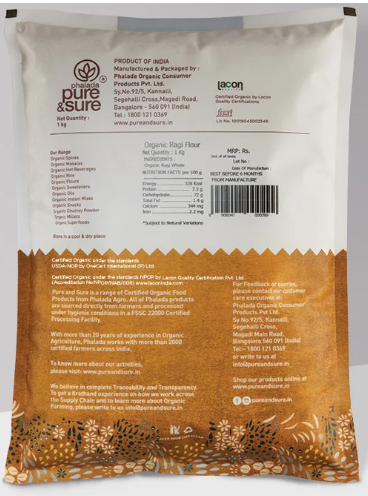 phalada
pure
&sure
Net Quantity :
1 kg
PRODUCT OF INDIA
Manufactured & Packaged by :
Phalada Organic Consumer
Products Pvt. Ltd.
Sy.No.92/5, Kannalli,
Segehalli Cross,Magadi Road,
Bangalore - 560 091 (India)
Tel.: 1800 121 0369
www.pureandsure.in
lacon
Certified Organic by Lacon
Quality Certifications
fssai
Our Range
Organic Spices
Organic Masalas
Organic Hot Beverages
Organic Flours
Organic Sweeteners
Organic Oils
Organic Instant Mixes
Organic Snacks
Organic Chutney Powder
Organic Millets
Organic Superfoods
Store in a cool & dry place
Organic Ragi Flour
Net Quantity : 1 Kg
INGREDIENTS:
Organic Ragi Whole
NUTRITION FACTS per 100 g
Energy
Protein 7.3 g
Carbohydrate 72 g
Total Fat 1.4 g
Calcium 344 mg
Iron
*Subject to Natural Variations
MRP: Rs.
Incl. of all taxes
Lot No :
Date Of Manufacture
BEST BEFORE 6 MONTHS
FROM MANUFACTURE
Certified Organic under the standards
USDA-NOP by OneCert International (P) Ltd.
Certified Organic under the standards NPOP by Lacon Quality Certification Pvt. Ltd.
Pure and Sure is a range of Certified Organic Food
Products from Phalada Agro. All of Phalada products
are sourced directly from farmers and processed
under hygienic conditions in a FSSC 22000 Certified
Processing Facility.
With more than 20 years of experience in Organic
Agriculture, Phalada works with more than 2000
certified farmers across India.
To know more about our activities,
please visit: www.pureandsure.in
We believe in complete Traceability and Transparency.
To get a firsthand experience on how we work across
the Supply Chain and to learn more about Organic
Farming, please write to us info@pureandsure.in
For Feedback or queries,
please contact our customer
care executives at:
Phalada Organic Consumer
Products Pvt. Ltd.
Sy No.92/5, Kannalli,
Segehalli Cross,
Magadi Main Road,
Bangalore 560 091 (India)
Tel:- 1800 121 0369
or write to us at
info@pureandsure.in
Shop our products online at
www.pureandsure.in
pureandsure.in